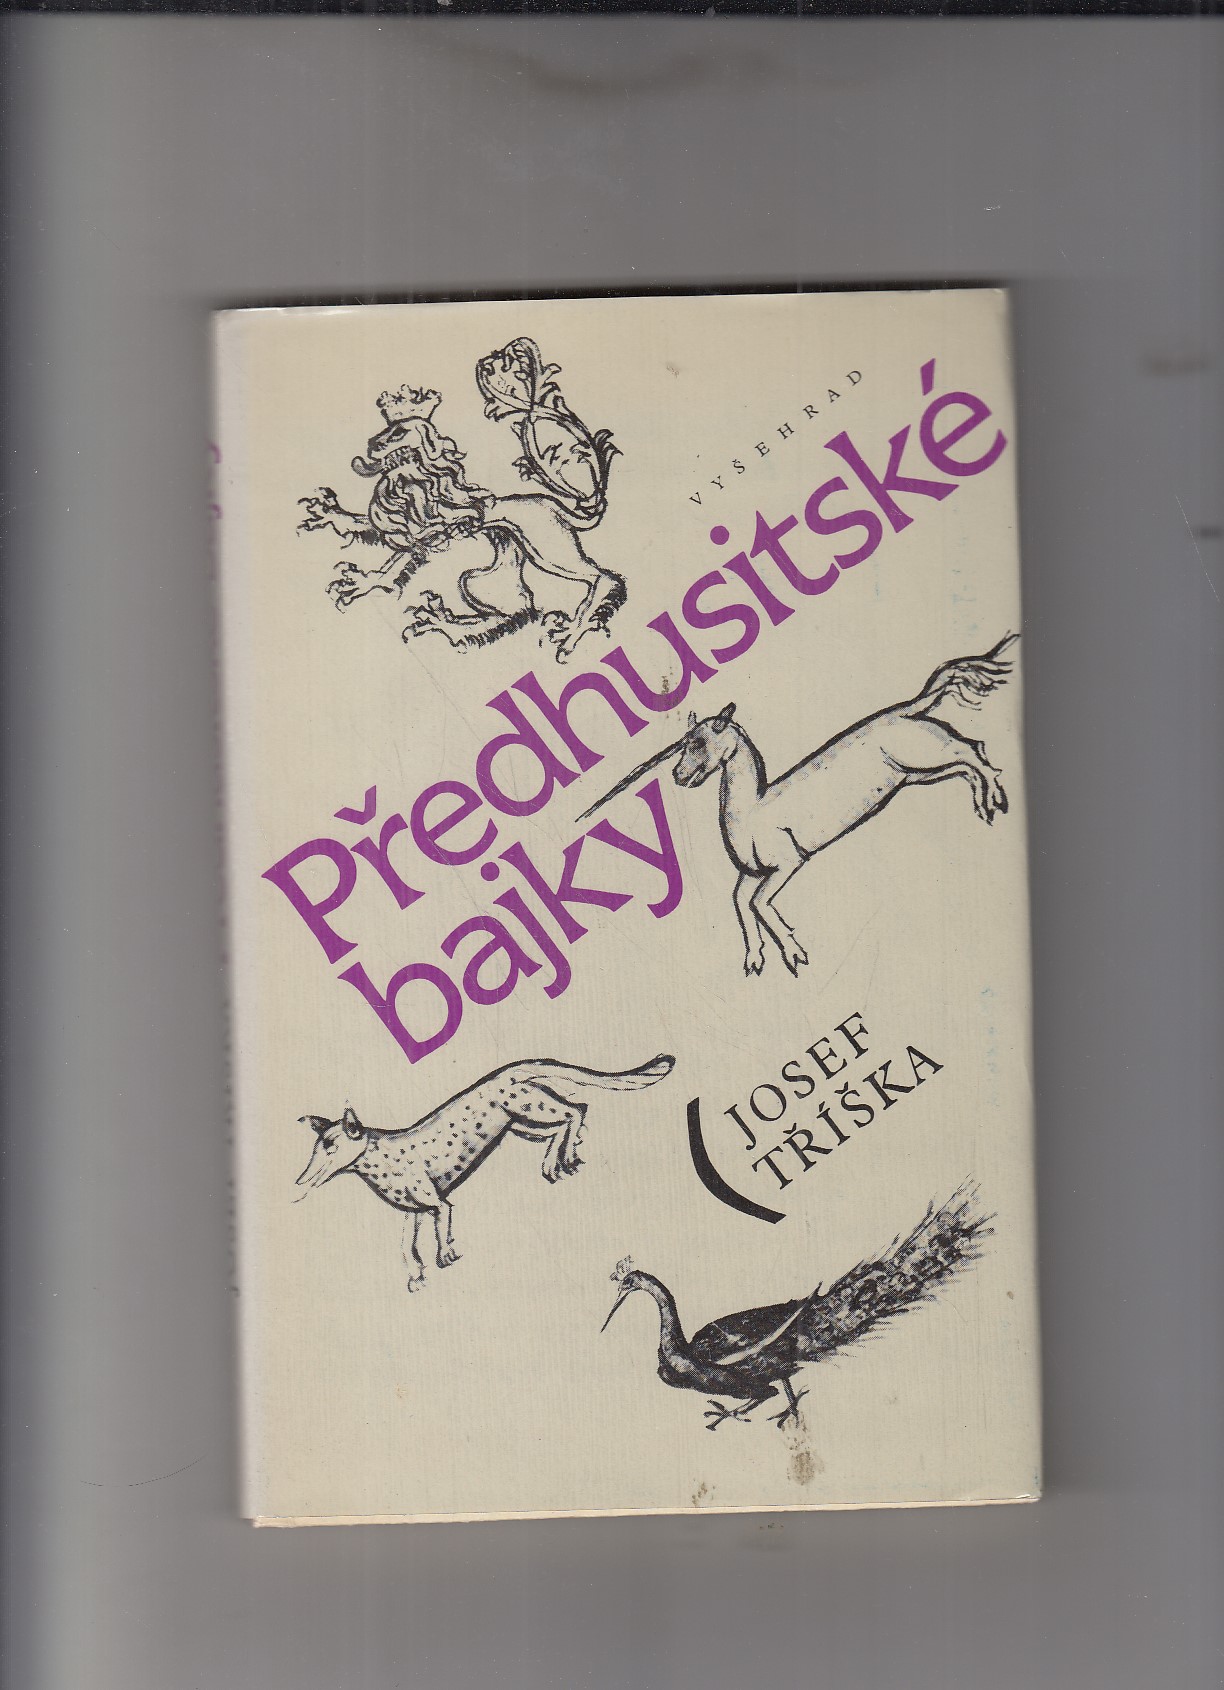 VYŠEHRAD
Předhusitské
bajky
(JOSEF
TŘÍŠKA